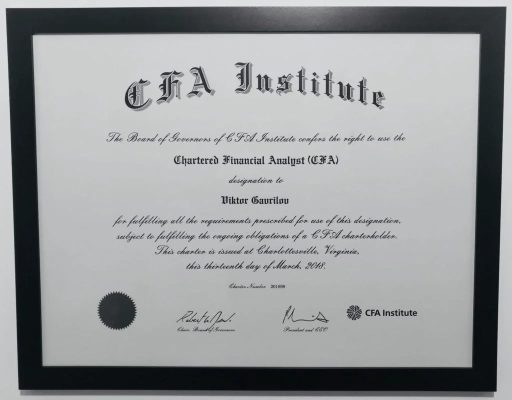 CFA Institute
The Board of Governors of CFA Institute confers the right to use the
Chartered Financial Analyst (CFA)
designation to
Viktor Gavrilov
for fulfilling all the requirements prescribed for use of this designation,
subject to fulfilling the ongoing obligations of a CFA charterholder.
This charter is issued at Charlottesville, Virginia,
this thirteenth day of March, 2018.
Charter Number
CFA Institute
Chair, Board of Governors
President and CEO